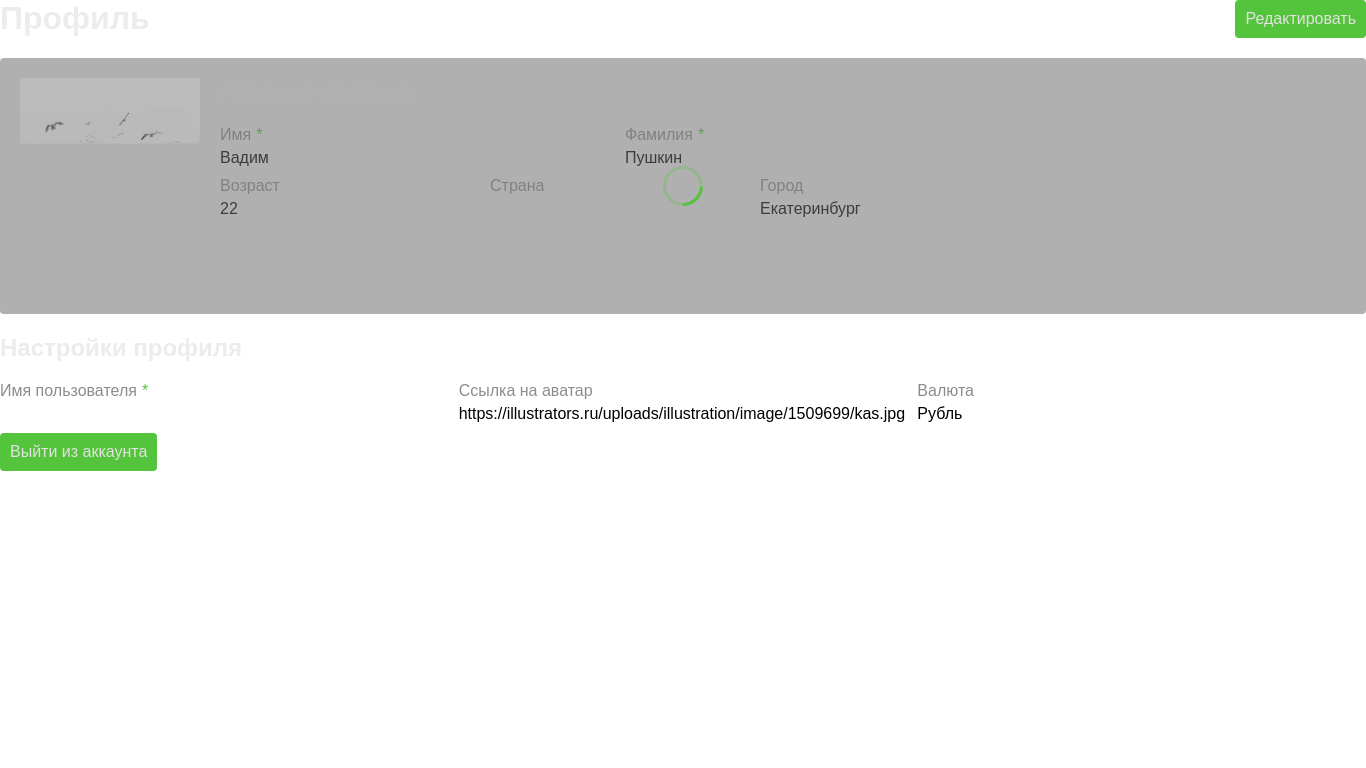 Профиль
Редактировать
Имя *
Фамилия *
Вадим
Пушкин
Возраст
Страна
Город
22
Екатеринбург
Настройки профиля
Имя пользователя *
Ссылка на аватар
Валюта
https://illustrators.ru/uploads/illustration/image/1509699/kas.jpg
Рубль
Выйти из аккаунта